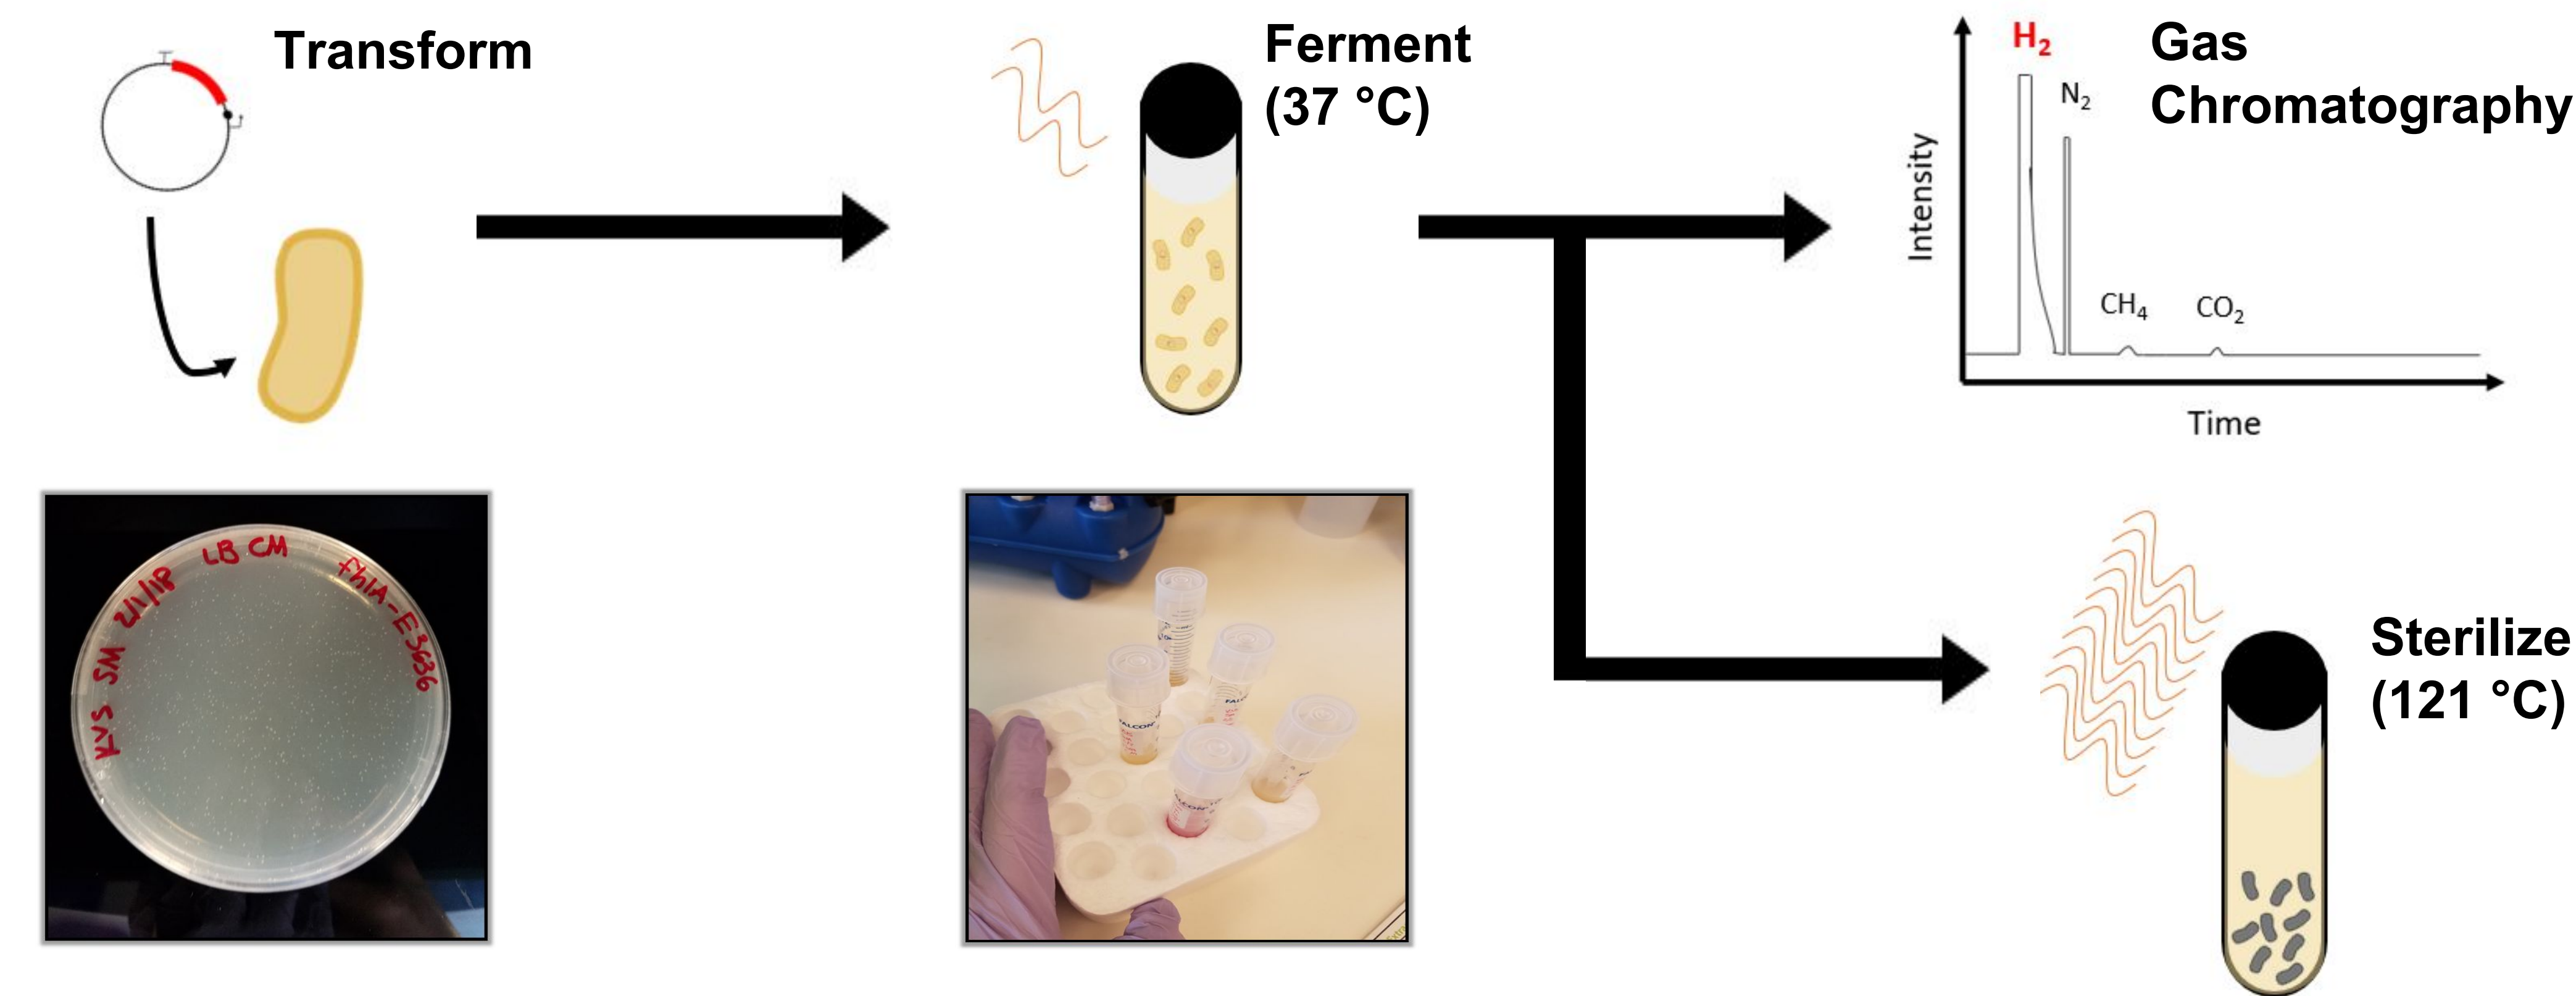 Transform
Ferment
(37 °C)
Gas
Chromatography
H₂
N₂
CH₄
CO₂
Intensity
Time
LB CM
fhlA-E3636
KVS SM 2/1/18
FALCON
FALCON
Sterilize
(121 °C)